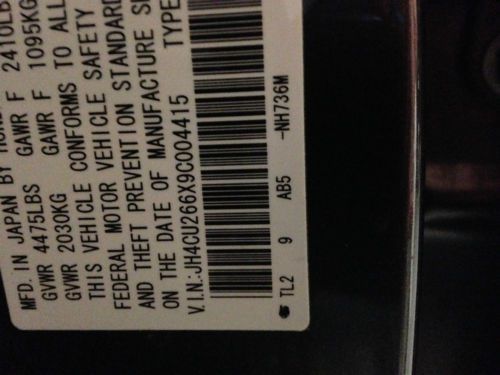 MFD. IN JAPAN BY
GVWR 4475LBS GAWR F 2410LB
GVWR 2030KG GAWR F 1095KG
THIS VEHICLE CONFORMS TO ALL
FEDERAL MOTOR VEHICLE SAFETY
AND THEFT PREVENTION STANDARD
ON THE DATE OF MANUFACTURE
V.I.N.:JH4CU266X9C004415 TYPE
TL2 9 AB5 -NH736M